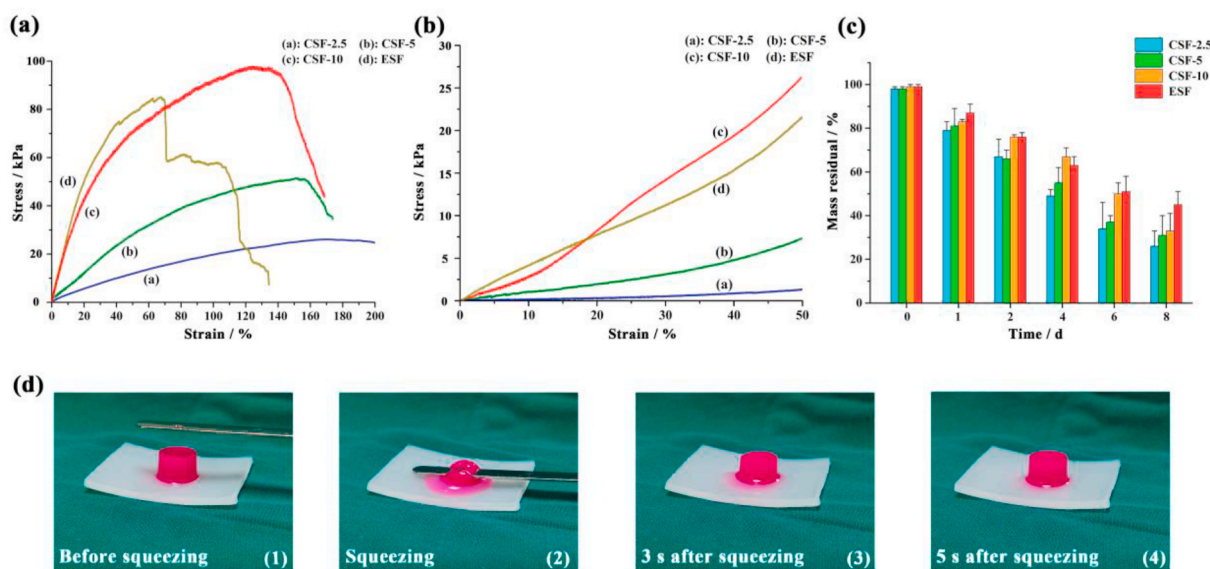 (a)
(a): CSF-2.5 (b): CSF-5
(c): CSF-10 (d): ESF
100
80
60
40
20
0
Stress / kPa
(d)
(c)
(b)
(a)
0 20 40 60 80 100 120 140 160 180 200
Strain / %
(b)
(a): CSF-2.5 (b): CSF-5
(c): CSF-10 (d): ESF
30
25
20
15
10
5
0
Stress / kPa
(c)
(d)
(b)
(a)
0 10 20 30 40 50
Strain / %
(c)
CSF-2.5
CSF-5
CSF-10
ESF
100
80
60
40
20
0
Mass residual / %
0 1 2 4 6 8
Time / d
(d)
Before squeezing (1)
Squeezing (2)
3 s after squeezing (3)
5 s after squeezing (4)